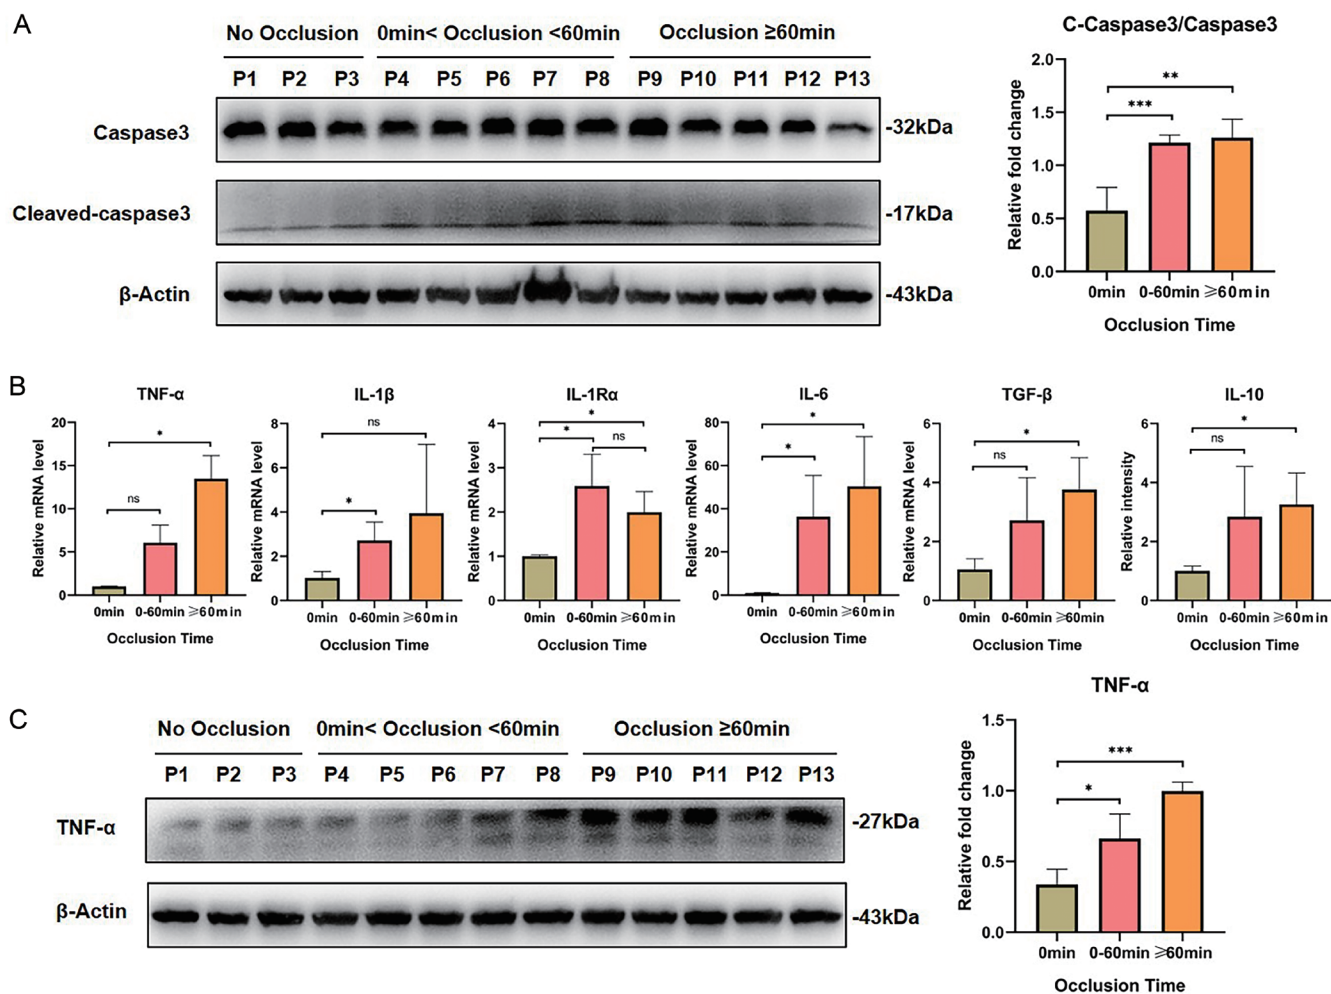 A
No Occlusion 0min< Occlusion <60min Occlusion ≥60min
P1 P2 P3 P4 P5 P6 P7 P8 P9 P10 P11 P12 P13
Caspase3 -32kDa
Cleaved-caspase3 -17kDa
β-Actin -43kDa
C-Caspase3/Caspase3
Relative fold change
2.0
1.5
1.0
0.5
0.0
**
***
0min 0-60min ≥60min
Occlusion Time
B
TNF-α
Relative mRNA level
20
15
10
5
0
*
ns
0min 0-60min ≥60min
Occlusion Time
IL-1β
Relative mRNA level
8
6
4
2
0
ns
*
0min 0-60min ≥60min
Occlusion Time
IL-1Rα
Relative mRNA level
4
3
2
1
0
*
* ns
0min 0-60min ≥60min
Occlusion Time
IL-6
Relative mRNA level
80
60
40
20
0
*
*
0min 0-60min ≥60min
Occlusion Time
TGF-β
Relative mRNA level
6
4
2
0
*
ns
0min 0-60min ≥60min
Occlusion Time
IL-10
Relative intensity
6
4
2
0
*
ns
0min 0-60min ≥60min
Occlusion Time
C
No Occlusion 0min< Occlusion <60min Occlusion ≥60min
P1 P2 P3 P4 P5 P6 P7 P8 P9 P10 P11 P12 P13
TNF-α -27kDa
β-Actin -43kDa
TNF-α
Relative fold change
1.5
1.0
0.5
0.0
***
*
0min 0-60min ≥60min
Occlusion Time